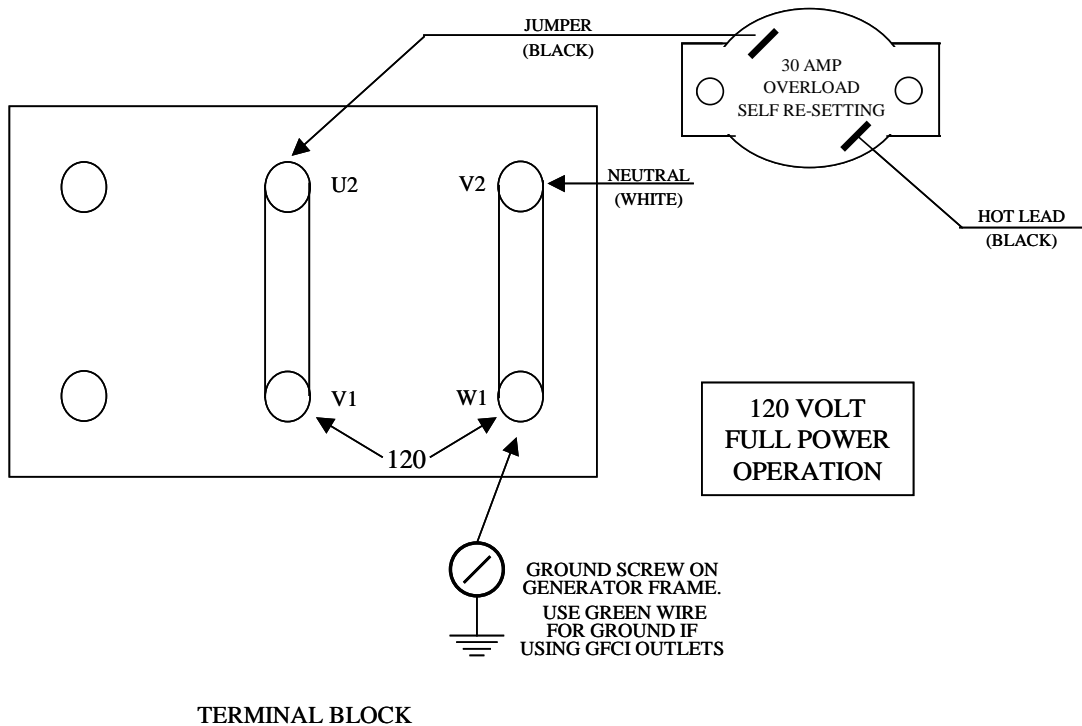 JUMPER
(BLACK)
30 AMP
OVERLOAD
SELF RE-SETTING
U2
V2
NEUTRAL
(WHITE)
HOT LEAD
(BLACK)
V1
W1
120
120 VOLT
FULL POWER
OPERATION
GROUND SCREW ON
GENERATOR FRAME.
USE GREEN WIRE
FOR GROUND IF
USING GFCI OUTLETS
TERMINAL BLOCK